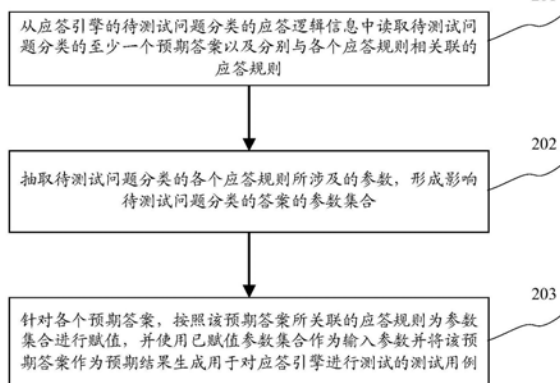 从应答引擎的待测试问题分类的应答逻辑信息中读取待测试问
题分类的至少一个预期答案以及分别与各个应答规则相关联的
应答规则
202
抽取待测试问题分类的各个应答规则所涉及的参数，形成影响
待测试问题分类的答案的参数集合
203
针对各个预期答案，按照该预期答案所关联的应答规则为参数
集合进行赋值，并使用已赋值参数集合作为输入参数并将该预
期答案作为预期结果生成用于对应答引擎进行测试的测试用例